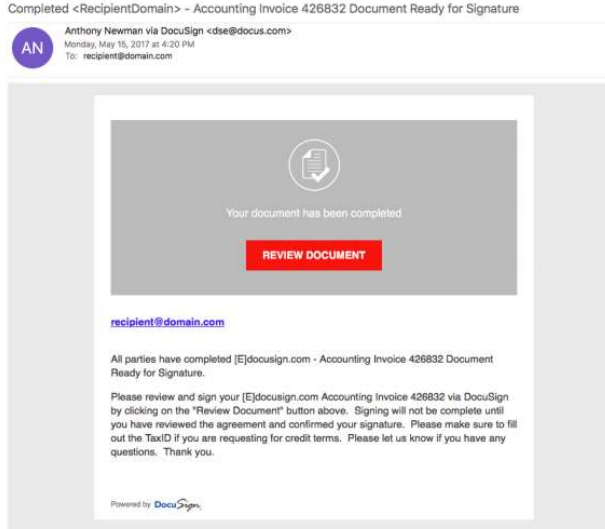 Completed <RecipientDomain> - Accounting Invoice 426832 Document Ready for Signature
AN
Anthony Newman via DocuSign <dse@docus.com>
Monday, May 15, 2017 at 4:20 PM
To: recipient@domain.com
Your document has been completed
REVIEW DOCUMENT
recipient@domain.com
All parties have completed [E]docusign.com - Accounting Invoice 426832 Document
Ready for Signature.
Please review and sign your [E]docusign.com Accounting Invoice 426832 via DocuSign
by clicking on the "Review Document" button above. Signing will not be complete until
you have reviewed the agreement and confirmed your signature. Please make sure to fill
out the TaxID if you are requesting for credit terms. Please let us know if you have any
questions. Thank you.
Powered by DocuSign